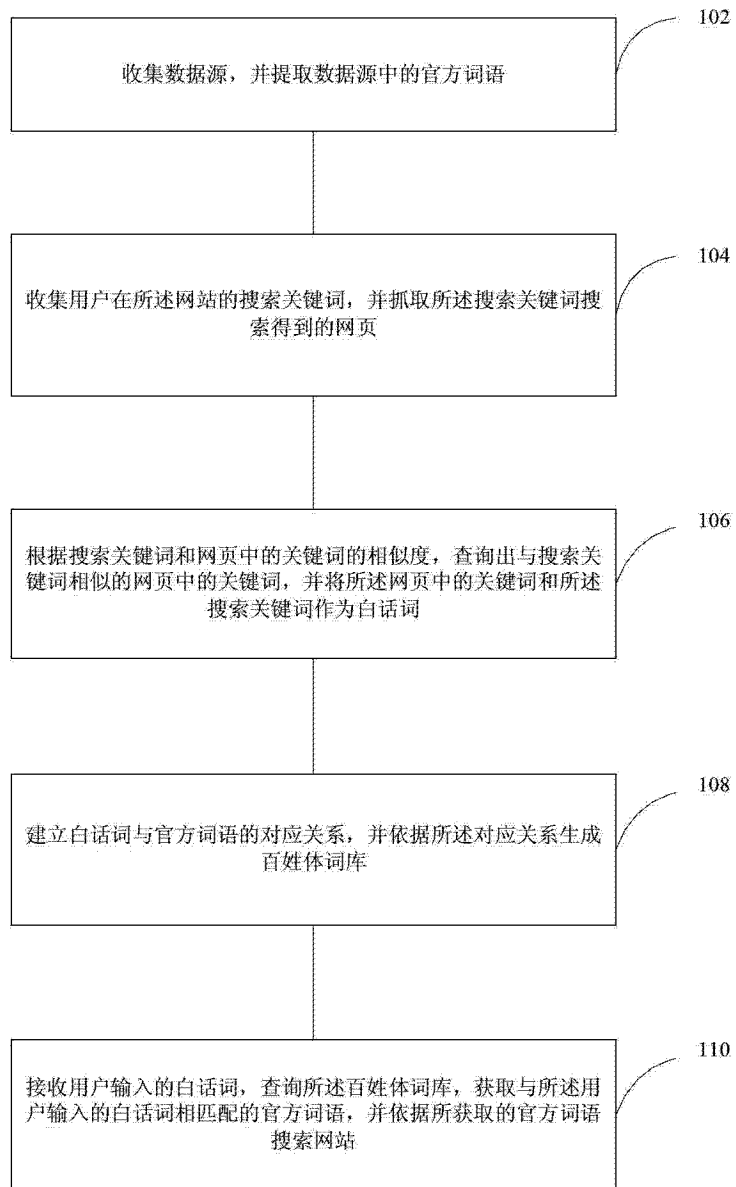 102
收集数据源，并提取数据源中的官方词语
104
收集用户在所述网站的搜索关键词，并抓取所述搜索关键词搜
索得到的网页
106
根据搜索关键词和网页中的关键词的相似度，查询出与搜索关
键词相似的网页中的关键词，并将所述网页中的关键词和所述
搜索关键词作为白话词
108
建立白话词与官方词语的对应关系，并依据所述对应关系生成
百姓体词库
110
接收用户输入的白话词，查询所述百姓体词库，获取与所述用
户输入的白话词相匹配的官方词语，并依据所获取的官方词语
搜索网站